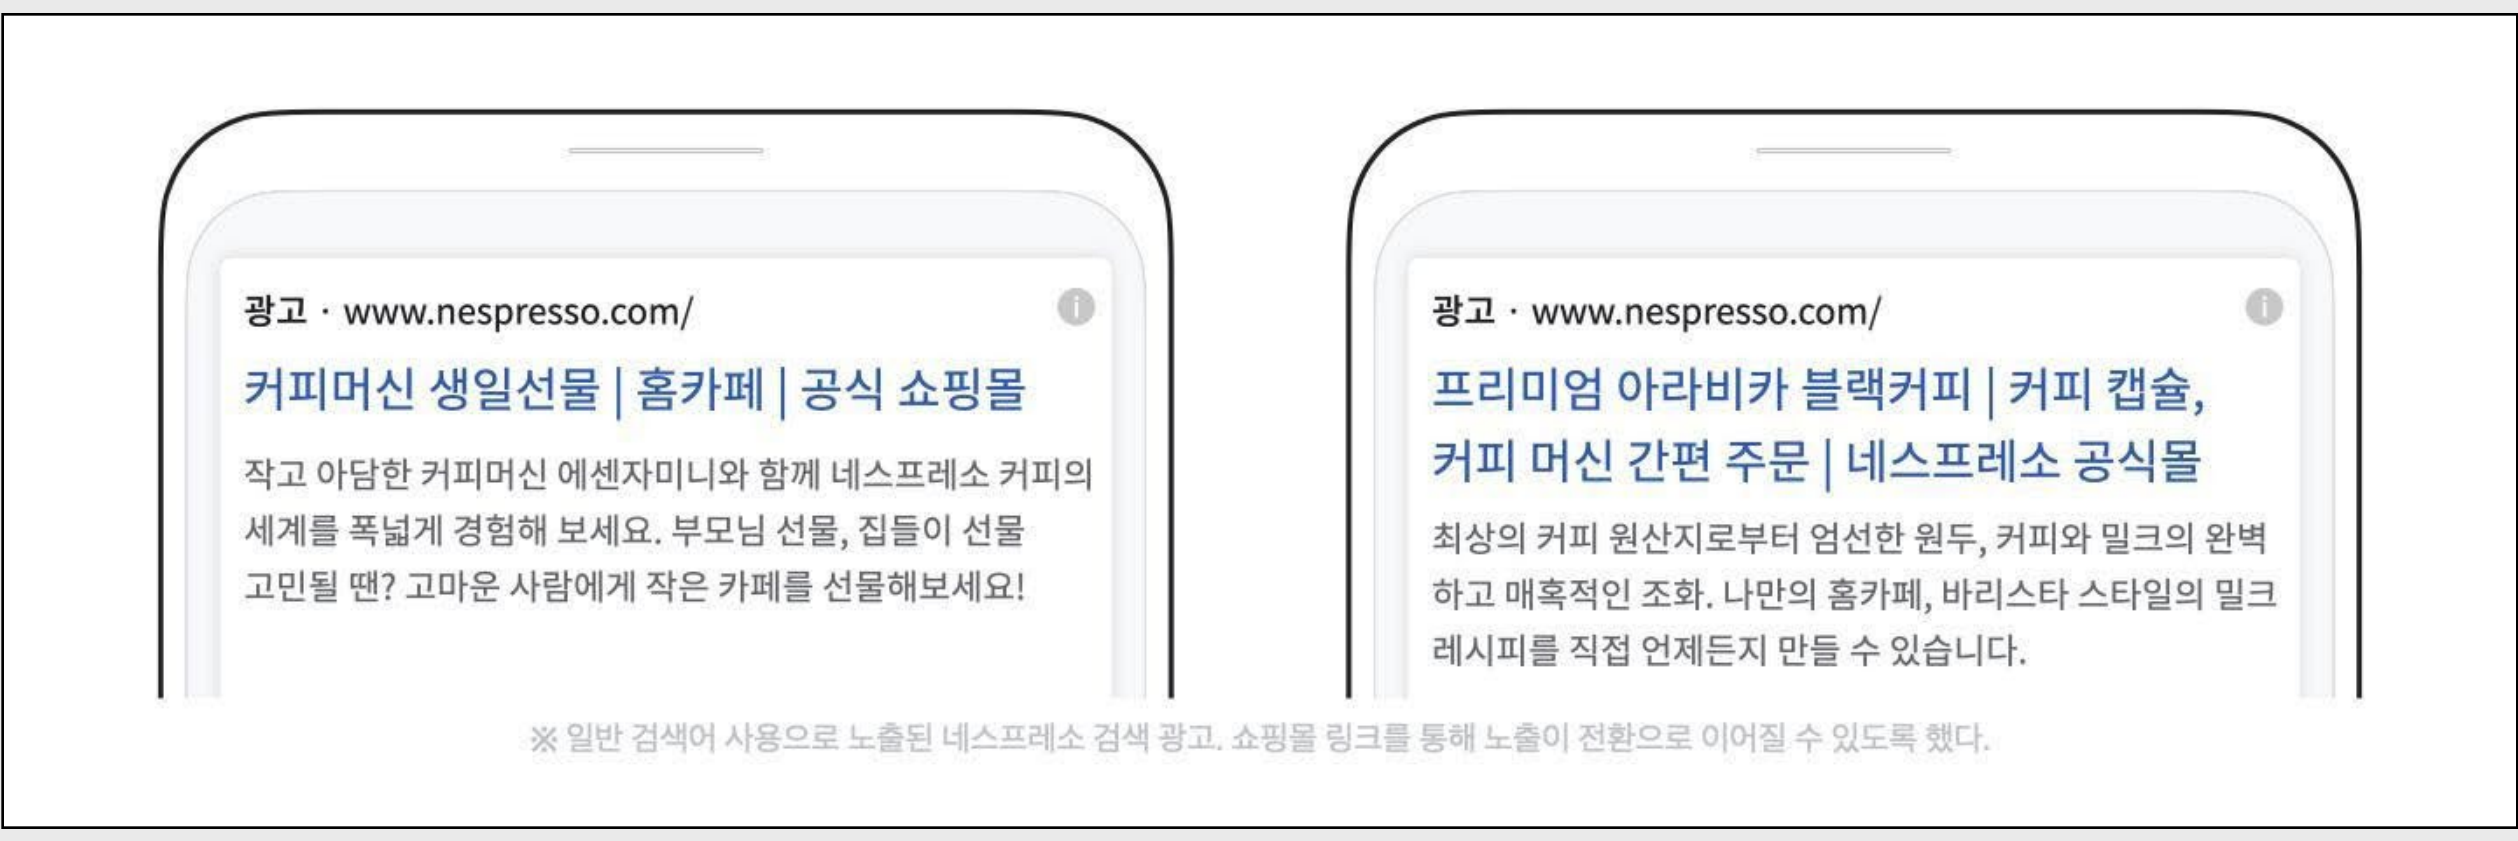 광고 · www.nespresso.com/
커피머신 생일선물 | 홈카페 | 공식 쇼핑몰
작고 아담한 커피머신 에센자미니와 함께 네스프레소 커피의
세계를 폭넓게 경험해 보세요. 부모님 선물, 집들이 선물
고민될 땐? 고마운 사람에게 작은 카페를 선물해보세요!
광고 · www.nespresso.com/
프리미엄 아라비카 블랙커피 | 커피 캡슐,
커피 머신 간편 주문 | 네스프레소 공식몰
최상의 커피 원산지로부터 엄선한 원두, 커피와 밀크의 완벽
하고 매혹적인 조화. 나만의 홈카페, 바리스타 스타일의 밀크
레시피를 직접 언제든지 만들 수 있습니다.
※ 일반 검색어 사용으로 노출된 네스프레소 검색 광고. 쇼핑몰 링크를 통해 노출이 전환으로 이어질 수 있도록 했다.